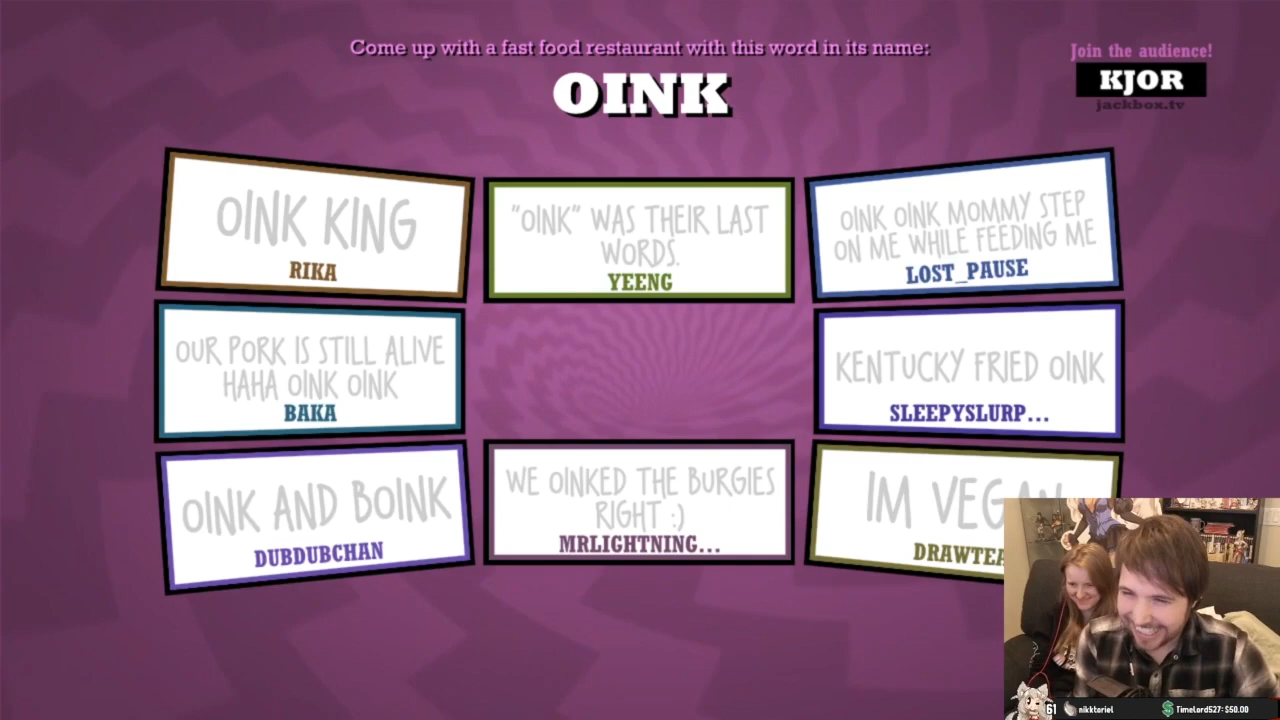 Come up with a fast food restaurant with this word in its name:
OINK
Join the audience!
KJOR
jackbox.tv
OINK KING
RIKA
"OINK" WAS THEIR LAST
WORDS.
YEENG
OINK OINK MOMMY STEP
ON ME WHILE FEEDING ME
LOST_PAUSE
OUR PORK IS STILL ALIVE
HAHA OINK OINK
BAKA
KENTUCKY FRIED OINK
SLEEPYSLURP...
OINK AND BOINK
DUBDUBCHAN
WE OINKED THE BURGIES
RIGHT :)
MRLIGHTNING...
IM
61
nikktariel
TimeLord527: $50.00